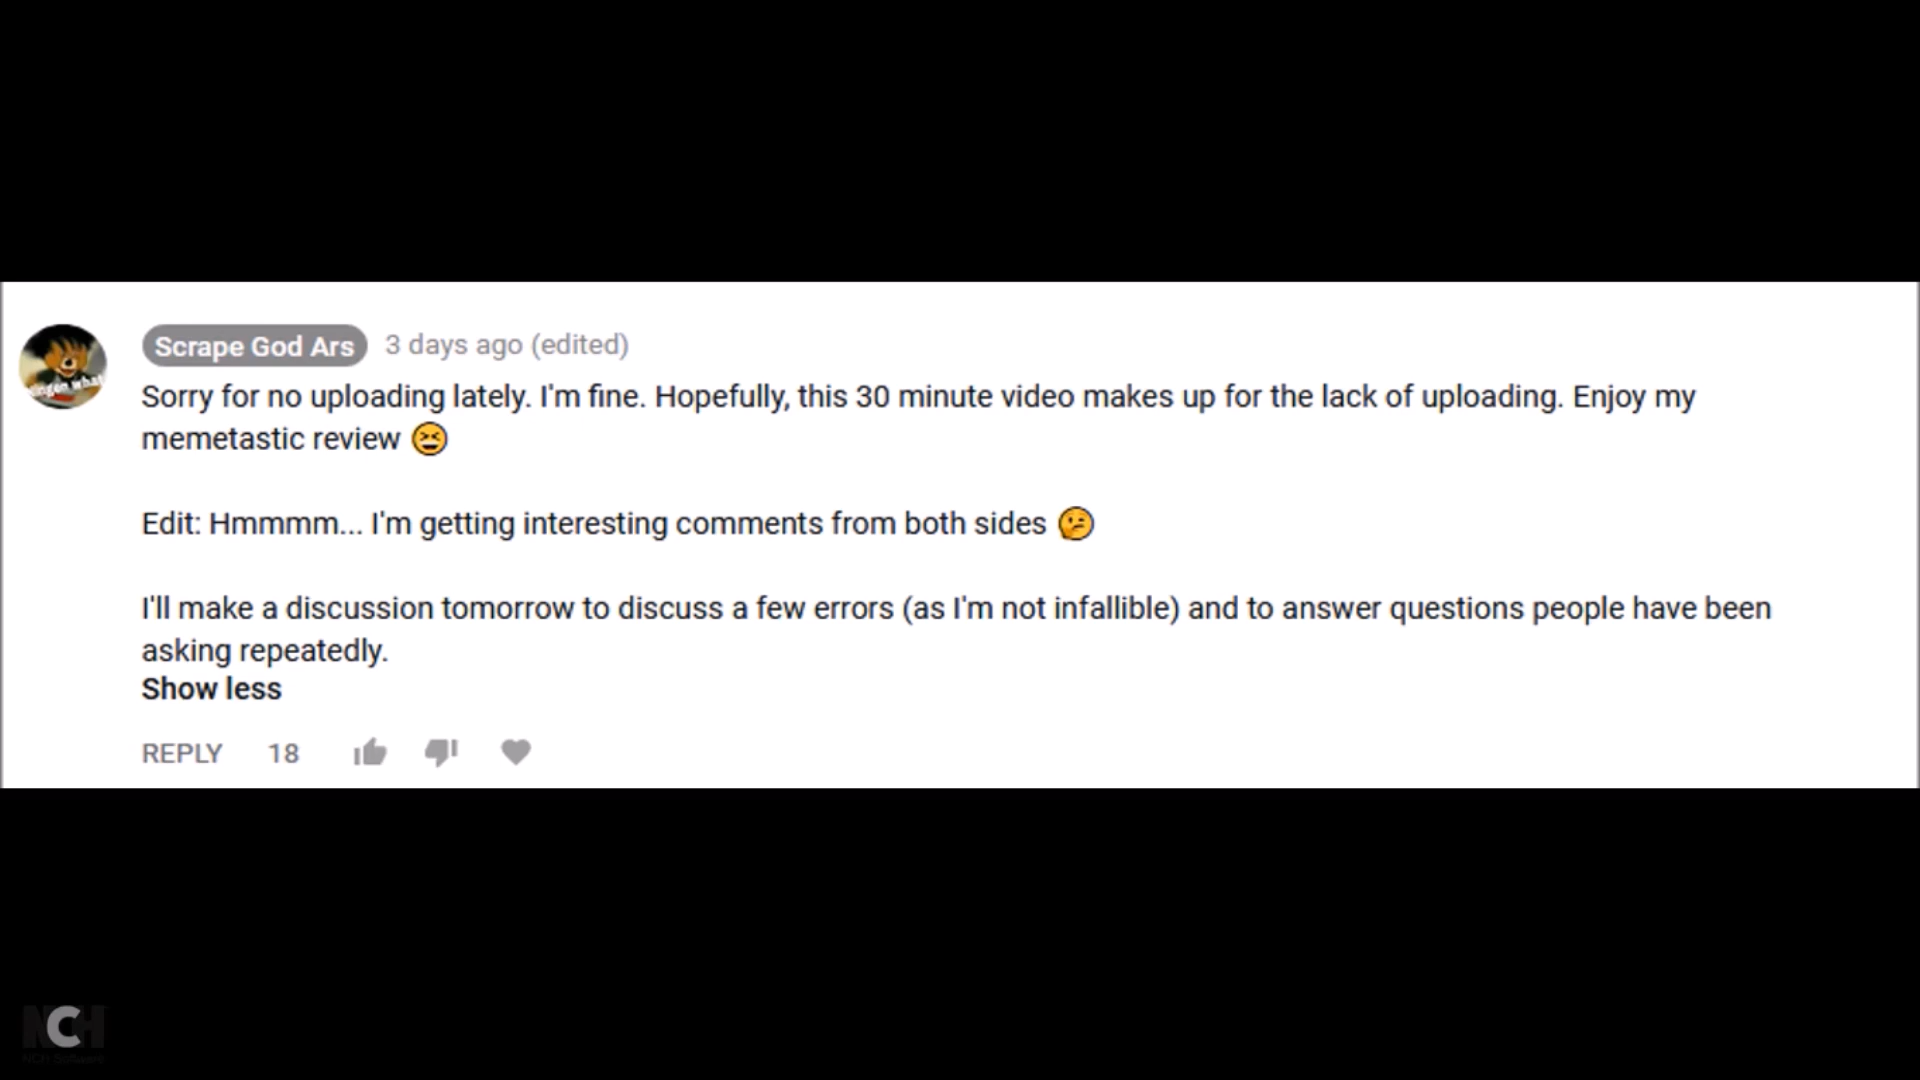 Scrape God Ars 3 days ago (edited)
Sorry for no uploading lately. I'm fine. Hopefully, this 30 minute video makes up for the lack of uploading. Enjoy my
memetastic review 😆
Edit: Hmmmm... I'm getting interesting comments from both sides 🤔
I'll make a discussion tomorrow to discuss a few errors (as I'm not infallible) and to answer questions people have been
asking repeatedly.
Show less
REPLY 18
NCH
NCH Software